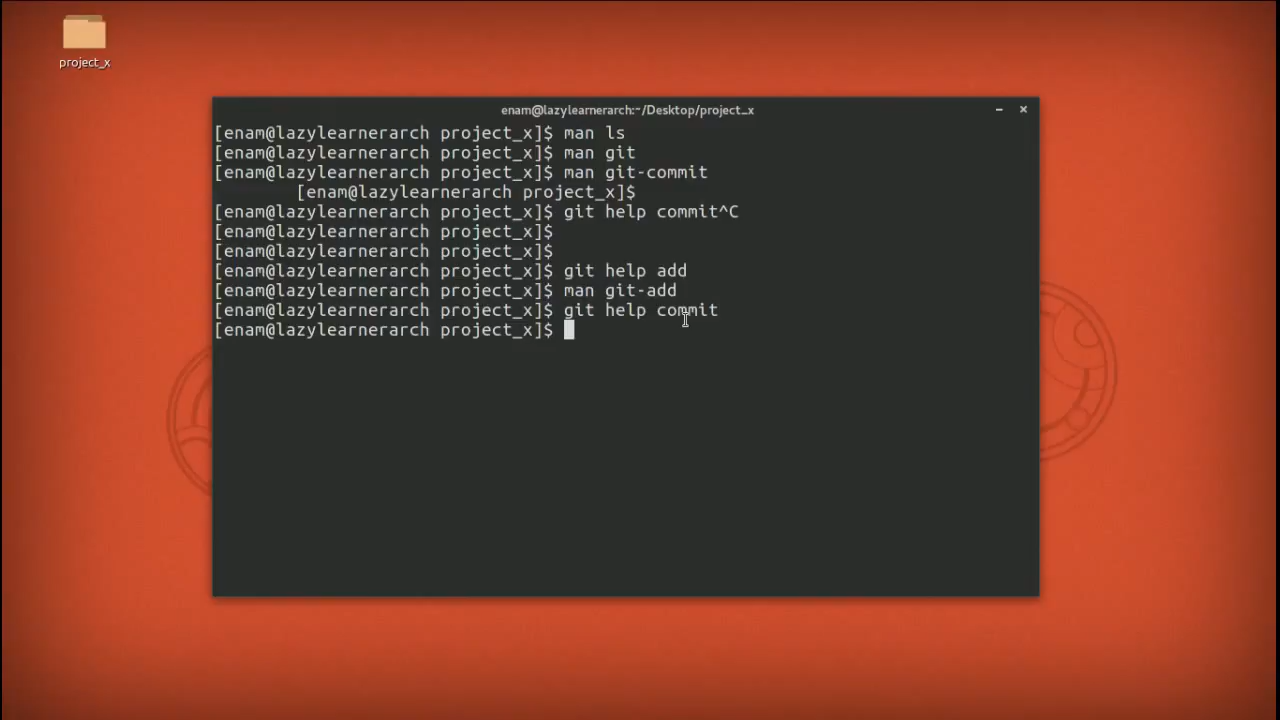 project_x
enam@lazylearnerarch:~/Desktop/project_x
[enam@lazylearnerarch project_x]$ man ls
[enam@lazylearnerarch project_x]$ man git
[enam@lazylearnerarch project_x]$ man git-commit
[enam@lazylearnerarch project_x]$
[enam@lazylearnerarch project_x]$ git help commit^C
[enam@lazylearnerarch project_x]$
[enam@lazylearnerarch project_x]$
[enam@lazylearnerarch project_x]$ git help add
[enam@lazylearnerarch project_x]$ man git-add
[enam@lazylearnerarch project_x]$ git help commit
[enam@lazylearnerarch project_x]$